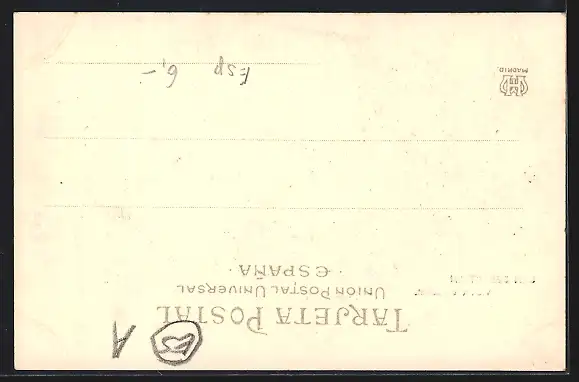 TARJETA POSTAL
UNION POSTAL UNIVERSAL
· ESPAÑA ·
MADRID
Esp 6,-